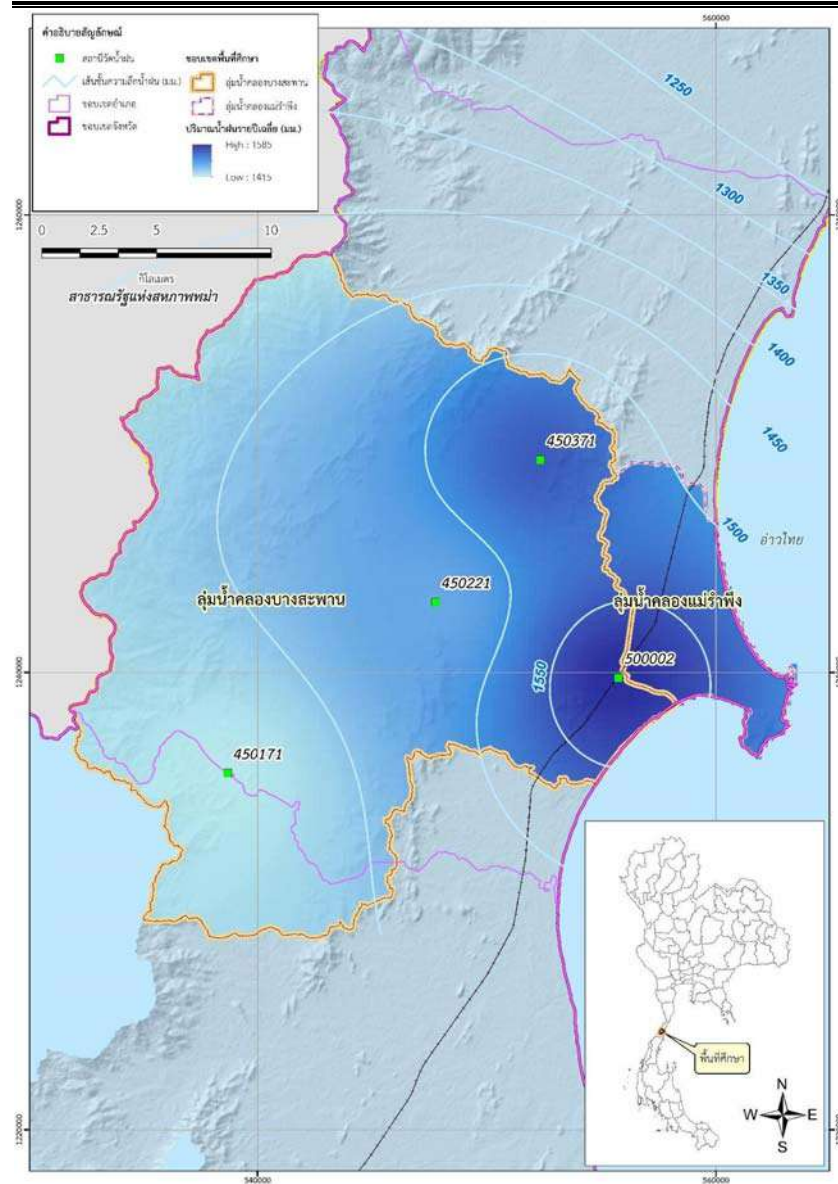 คำอธิบายสัญลักษณ์
สถานีวัดน้ำฝน
เส้นชั้นความลึกน้ำฝน (มม.)
ขอบเขตอำเภอ
ขอบเขตจังหวัด
ขอบเขตพื้นที่ศึกษา
ลุ่มน้ำคลองบางสะพาน
ลุ่มน้ำคลองแม่รำพึง
ปริมาณน้ำฝนรายปีเฉลี่ย (มม.)
High : 1585
Low : 1415
0 2.5 5 10
กิโลเมตร
สาธารณรัฐแห่งสหภาพพม่า
560000
1250
1300
1350
1400
1450
1500
1550
1260000
450371
อ่าวไทย
450221
ลุ่มน้ำคลองบางสะพาน
ลุ่มน้ำคลองแม่รำพึง
500002
1240000
450171
พื้นที่ศึกษา
N
W E
S
1220000
1220000
540000
560000